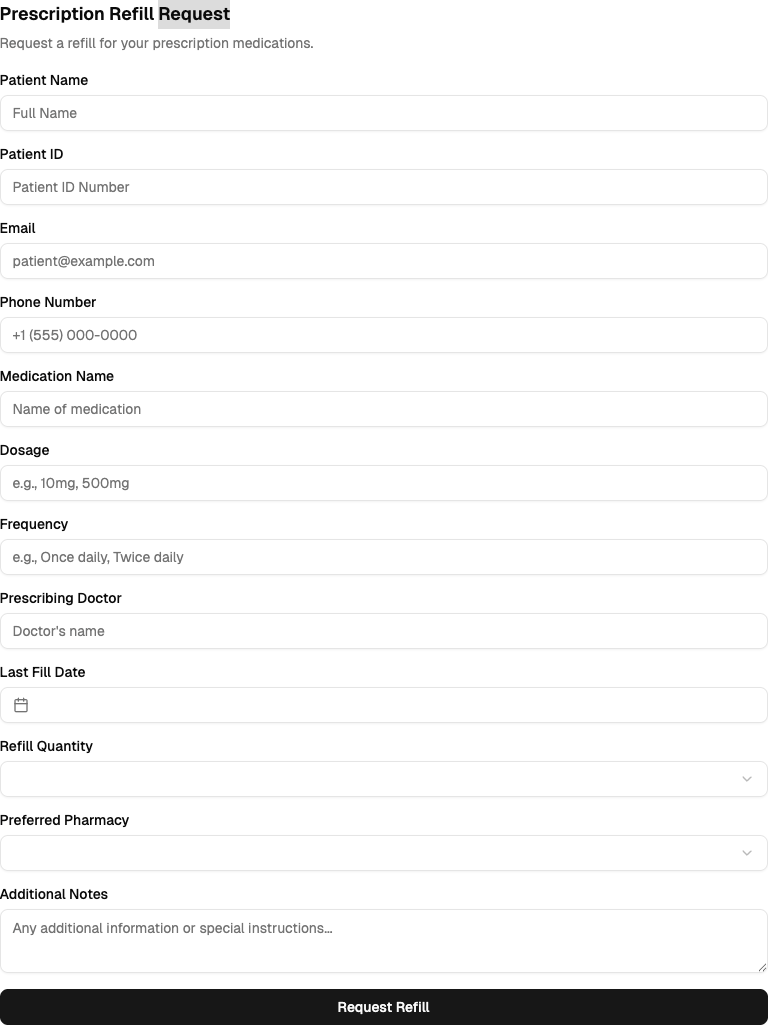 Prescription Refill Request
Request a refill for your prescription medications.
Patient Name
Full Name
Patient ID
Patient ID Number
Email
patient@example.com
Phone Number
+1 (555) 000-0000
Medication Name
Name of medication
Dosage
e.g., 10mg, 500mg
Frequency
e.g., Once daily, Twice daily
Prescribing Doctor
Doctor's name
Last Fill Date
Refill Quantity
Preferred Pharmacy
Additional Notes
Any additional information or special instructions...
Request Refill